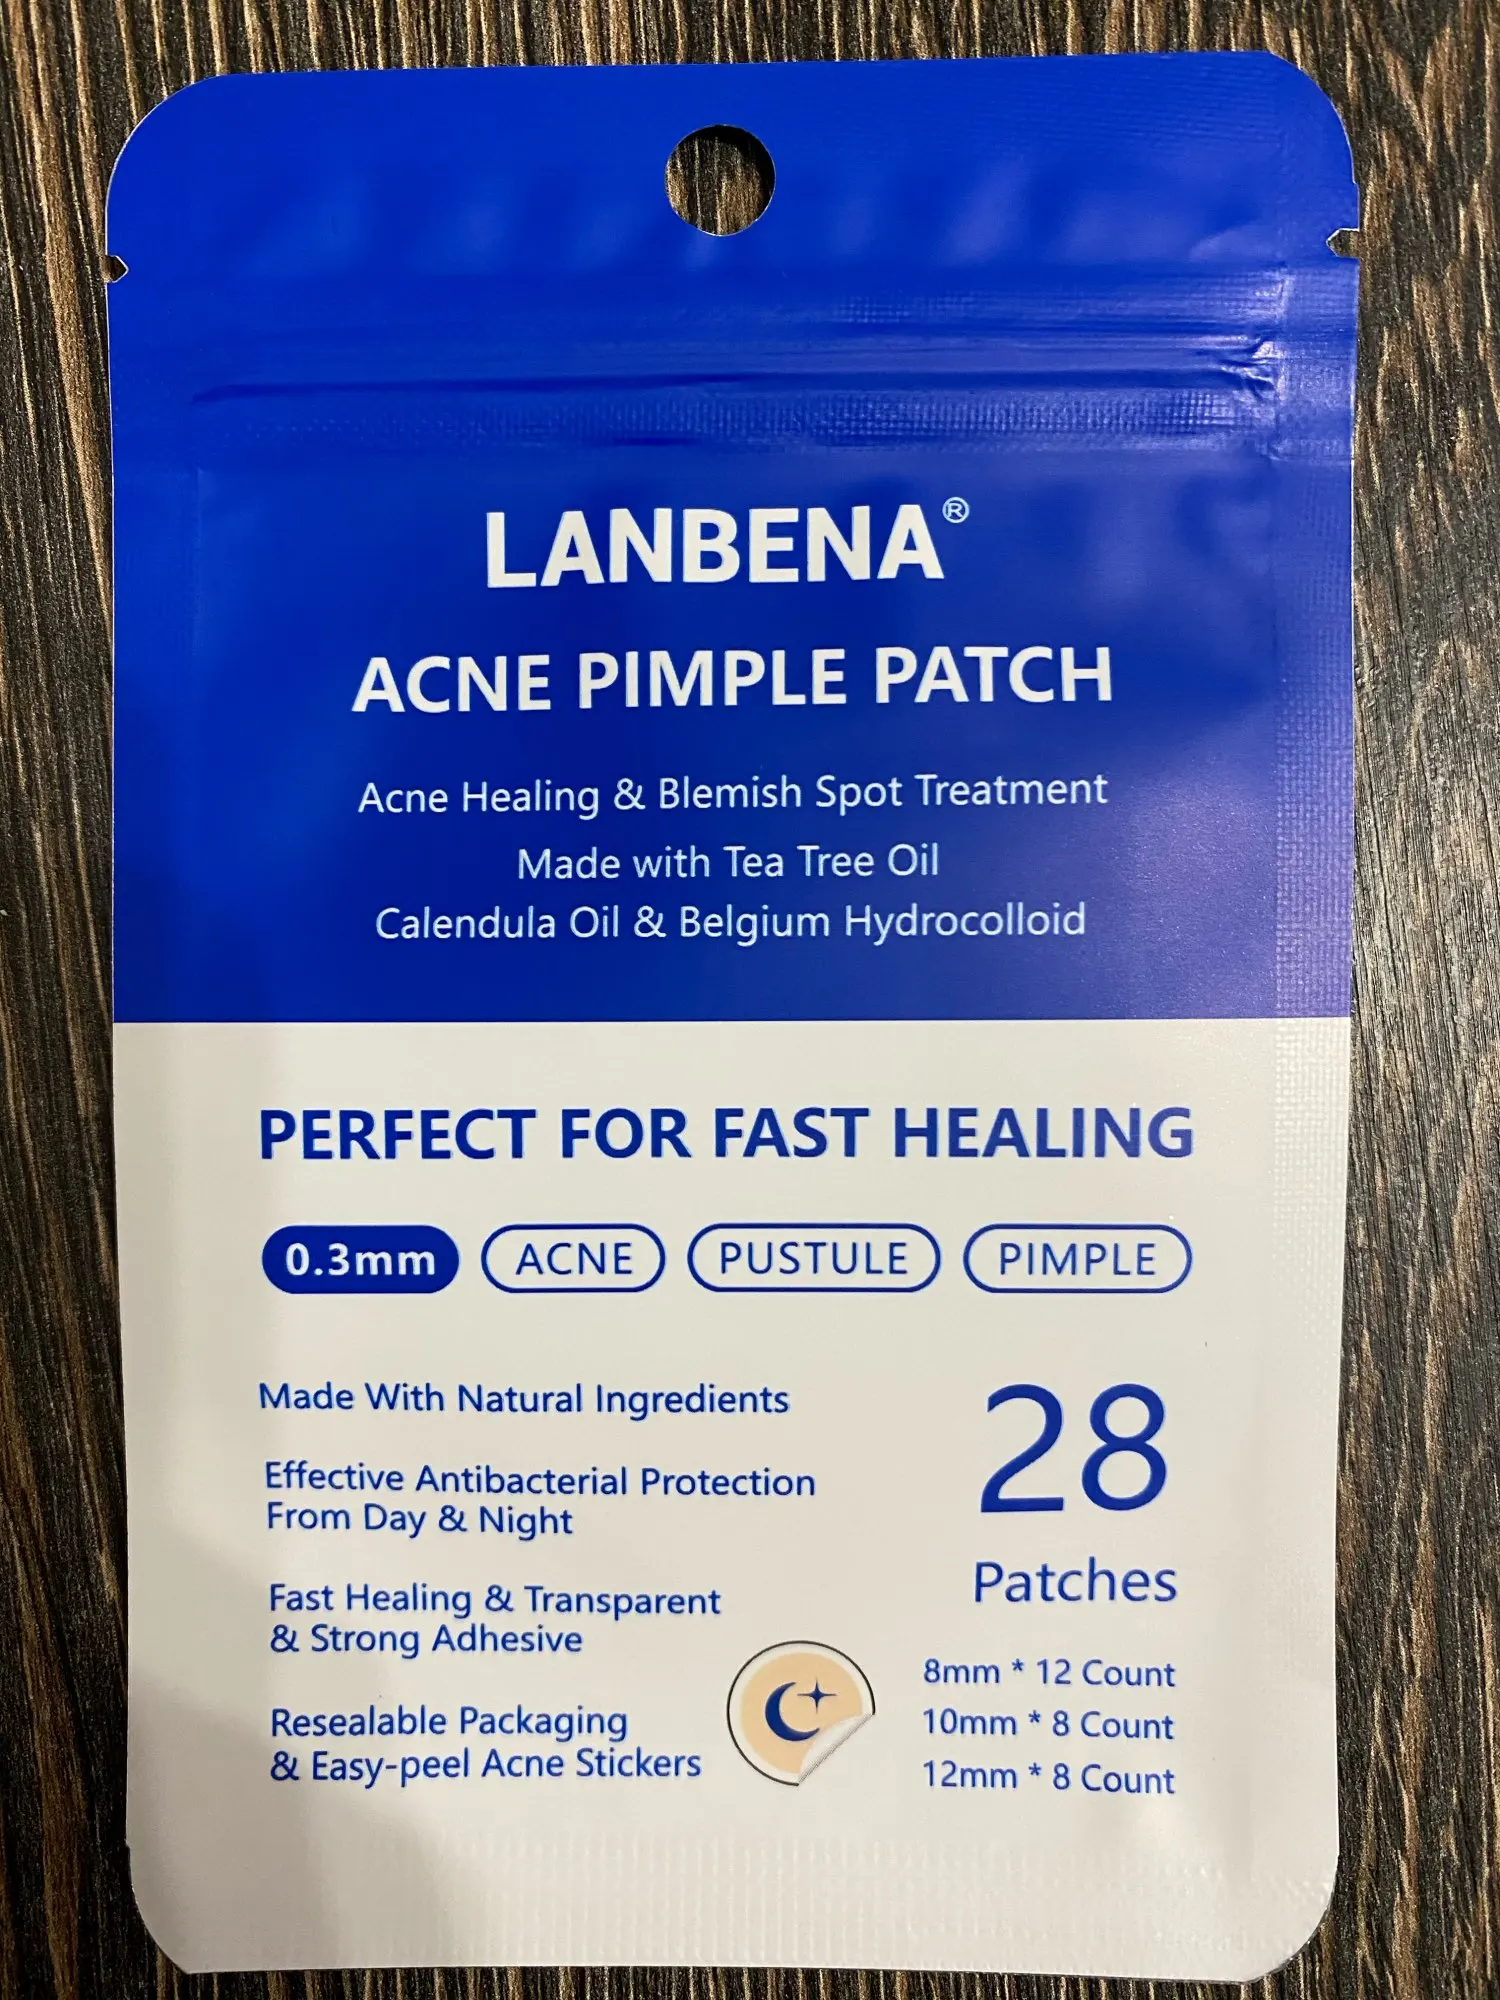 LANBENA®
ACNE PIMPLE PATCH
Acne Healing & Blemish Spot Treatment
Made with Tea Tree Oil
Calendula Oil & Belgium Hydrocolloid
PERFECT FOR FAST HEALING
0.3mm ACNE PUSTULE PIMPLE
Made With Natural Ingredients
Effective Antibacterial Protection
From Day & Night
Fast Healing & Transparent
& Strong Adhesive
Resealable Packaging
& Easy-peel Acne Stickers
28
Patches
8mm * 12 Count
10mm * 8 Count
12mm * 8 Count